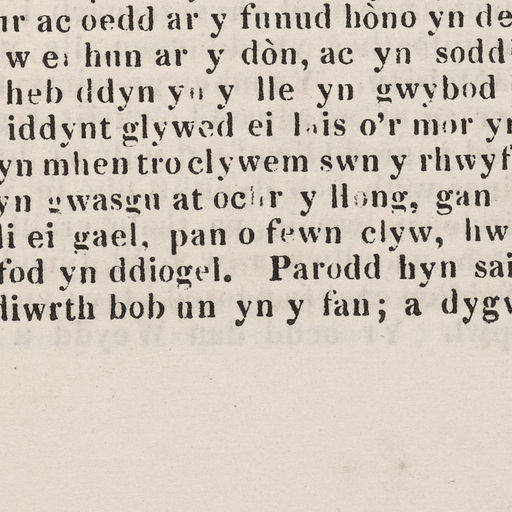 ur ac oedd ar y funud hòno yn de
w ei hun ar y dòn, ac yn sodd
heb ddyn yn y lle yn gwybod
iddynt glywed ei lais o'r mor yn
yn mhen tro clywem swn y rhwyf
yn gwasgu at ochr y llong, gan
li ei gael, pan o fewn clyw, hw
fod yn ddiogel. Parodd hyn sai
diwrth bob un yn y fan; a dygw